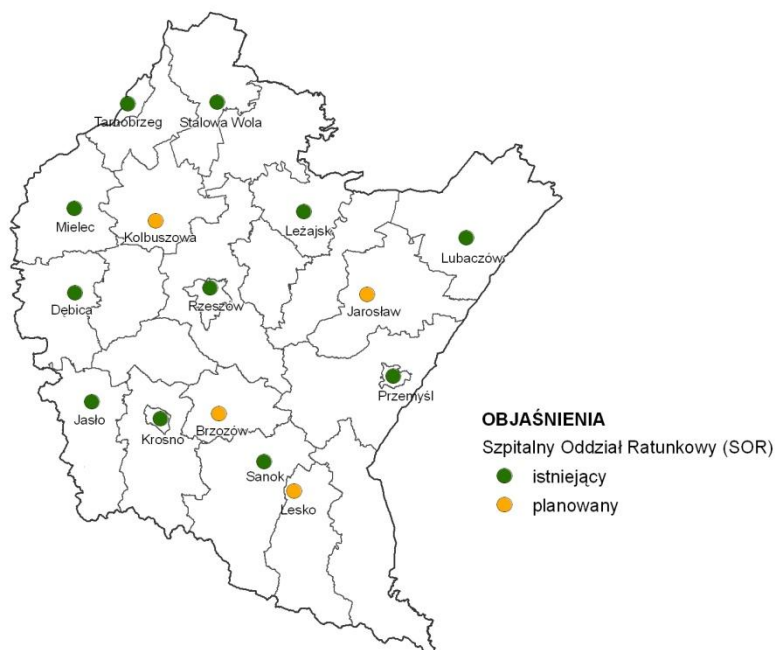 Tarnobrzeg
Stalowa Wola
Mielec
Kolbuszowa
Leżajsk
Lubaczów
Dębica
Rzeszów
Jarosław
Przemyśl
Jasło
Krosno
Brzozów
Sanok
Lesko
OBJAŚNIENIA
Szpitalny Oddział Ratunkowy (SOR)
istniejący
planowany